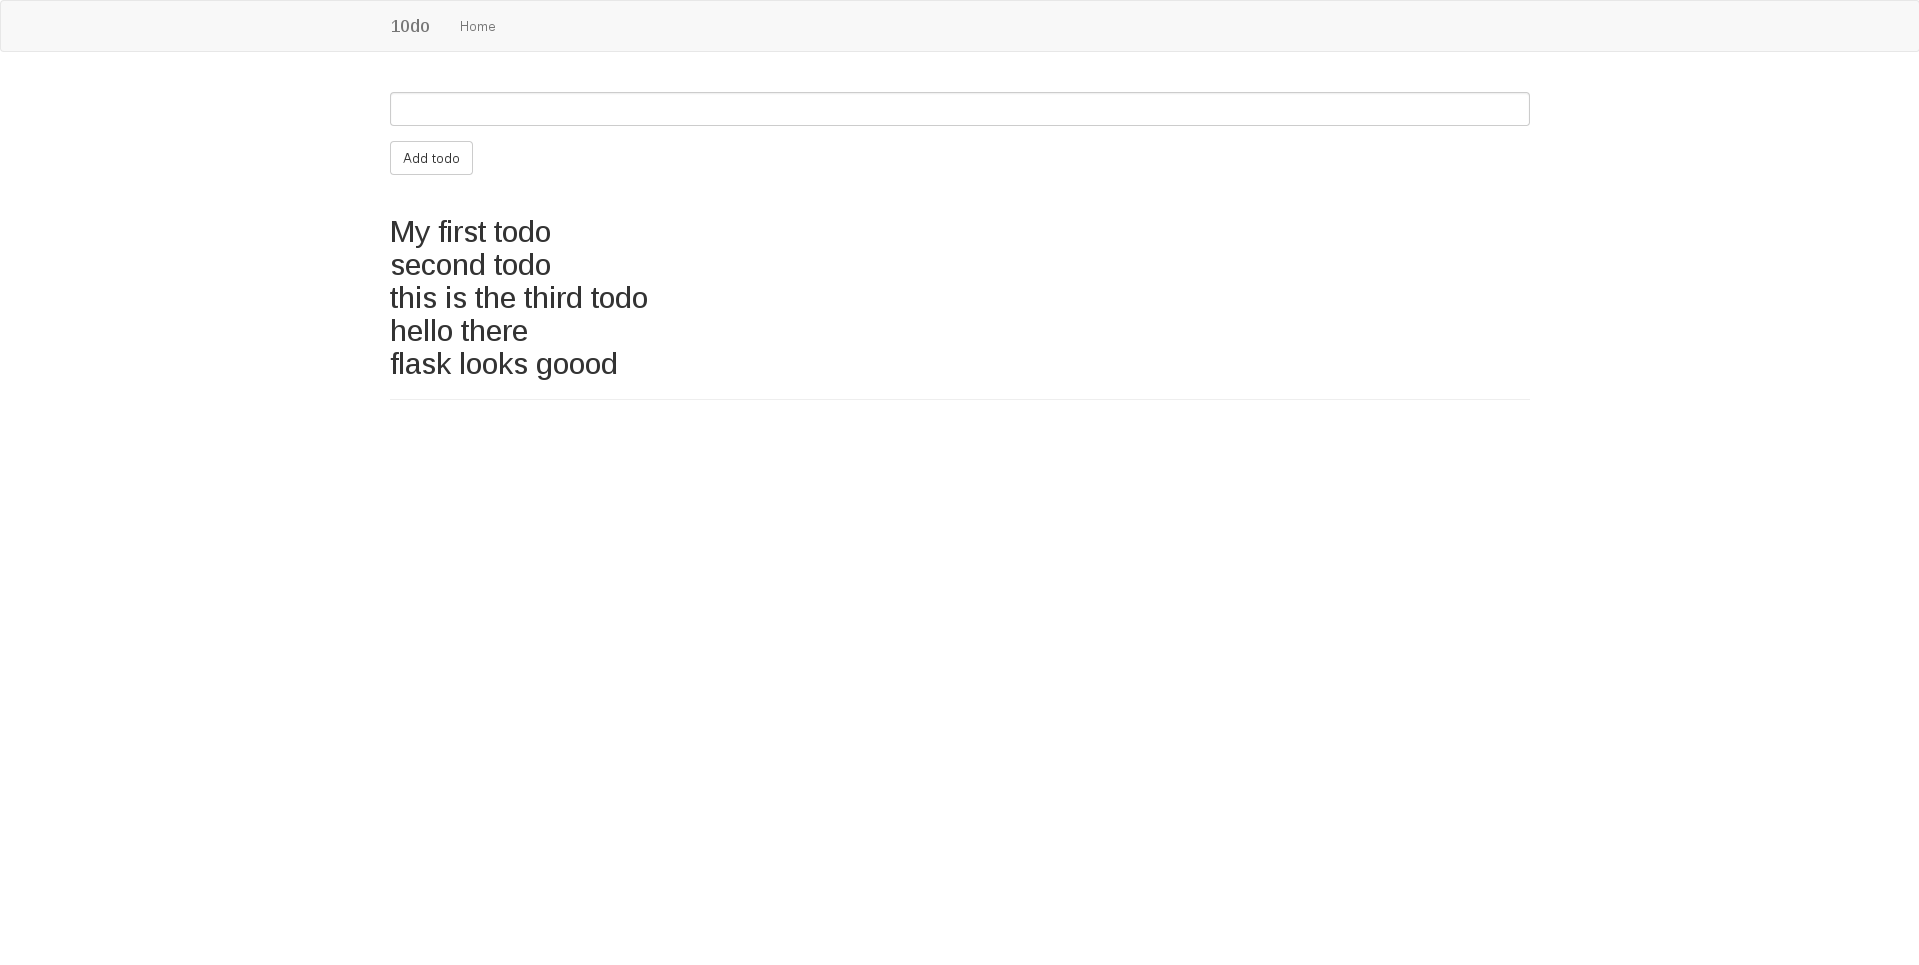 10do Home
Add todo
My first todo
second todo
this is the third todo
hello there
flask looks goood